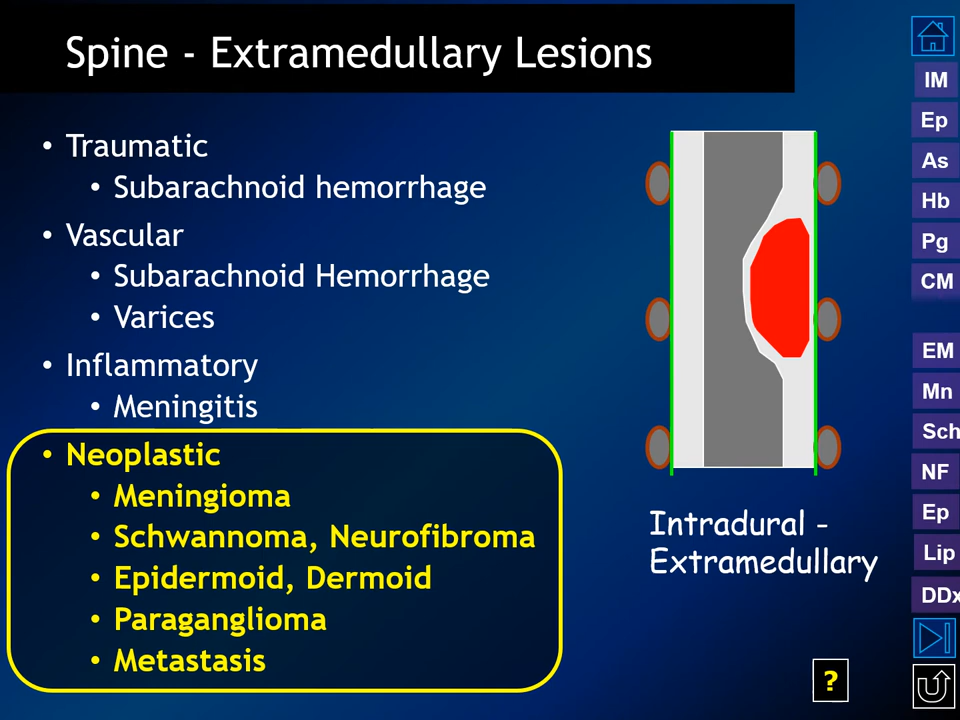 Spine - Extramedullary Lesions
• Traumatic
• Subarachnoid hemorrhage
• Vascular
• Subarachnoid Hemorrhage
• Varices
• Inflammatory
• Meningitis
• Neoplastic
• Meningioma
• Schwannoma, Neurofibroma
• Epidermoid, Dermoid
• Paraganglioma
• Metastasis
Intradural -
Extramedullary
?
IM
Ep
As
Hb
Pg
CM
EM
Mn
Sch
NF
Ep
Lip
DDx